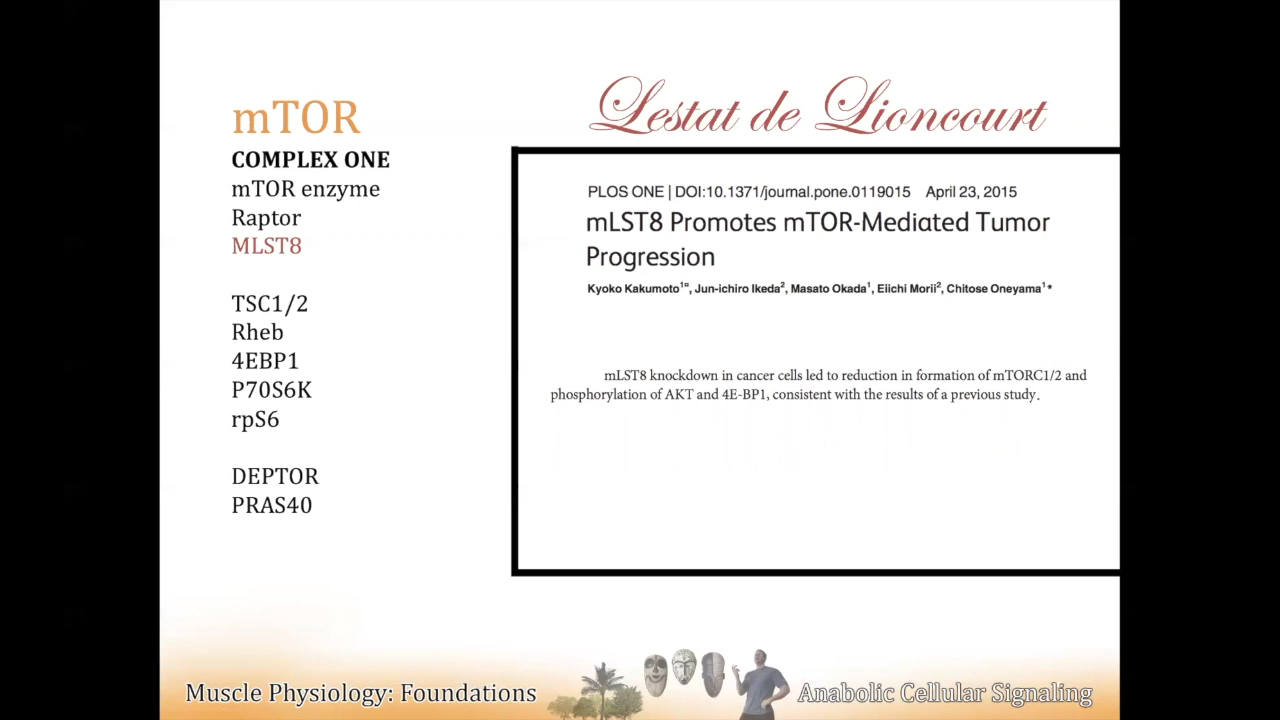 mTOR
COMPLEX ONE
mTOR enzyme
Raptor
MLST8
TSC1/2
Rheb
4EBP1
P70S6K
rpS6
DEPTOR
PRAS40
Lestat de Lioncourt
PLOS ONE | DOI:10.1371/journal.pone.0119015 April 23, 2015
mLST8 Promotes mTOR-Mediated Tumor
Progression
Kyoko Kakumoto¹¤, Jun-ichiro Ikeda², Masato Okada¹, Eiichi Morii², Chitose Oneyama¹*
mLST8 knockdown in cancer cells led to reduction in formation of mTORC1/2 and
phosphorylation of AKT and 4E-BP1, consistent with the results of a previous study.
Muscle Physiology: Foundations
Anabolic Cellular Signaling